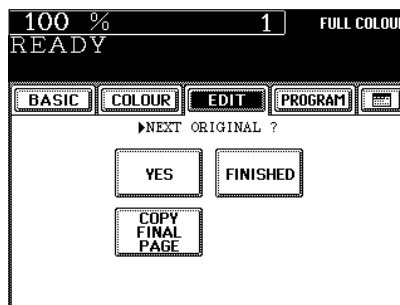 100 % 1 FULL COLOUR
READY
BASIC COLOUR EDIT PROGRAM
▶NEXT ORIGINAL ?
YES FINISHED
COPY
FINAL
PAGE